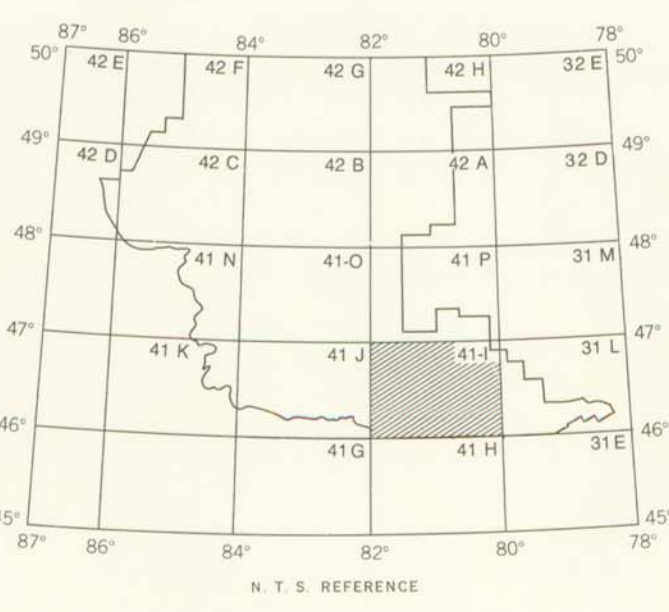 87° 86° 84° 82° 80° 78°
50° 42 E 42 F 42 G 42 H 32 E 50°
49° 42 D 42 C 42 B 42 A 32 D 49°
48° 41 N 41-O 41 P 31 M 48°
47° 41 K 41 J 41-I 31 L 47°
46° 41 G 41 H 31 E 46°
45° 45°
87° 86° 84° 82° 80° 78°
N. T. S. REFERENCE